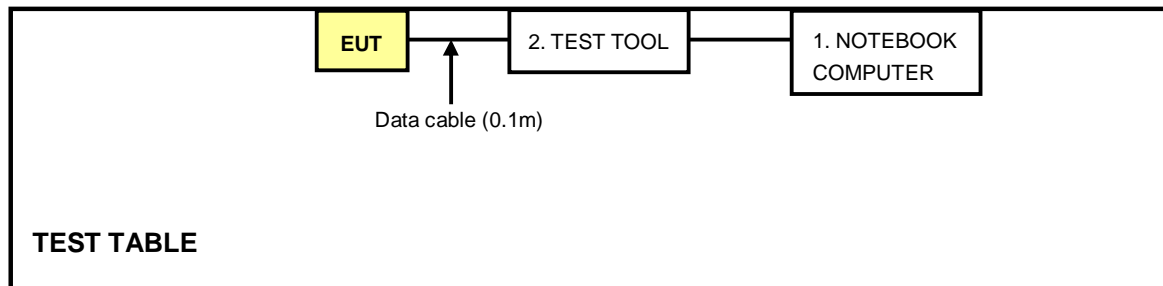 EUT
2. TEST TOOL
1. NOTEBOOK
COMPUTER
Data cable (0.1m)
TEST TABLE